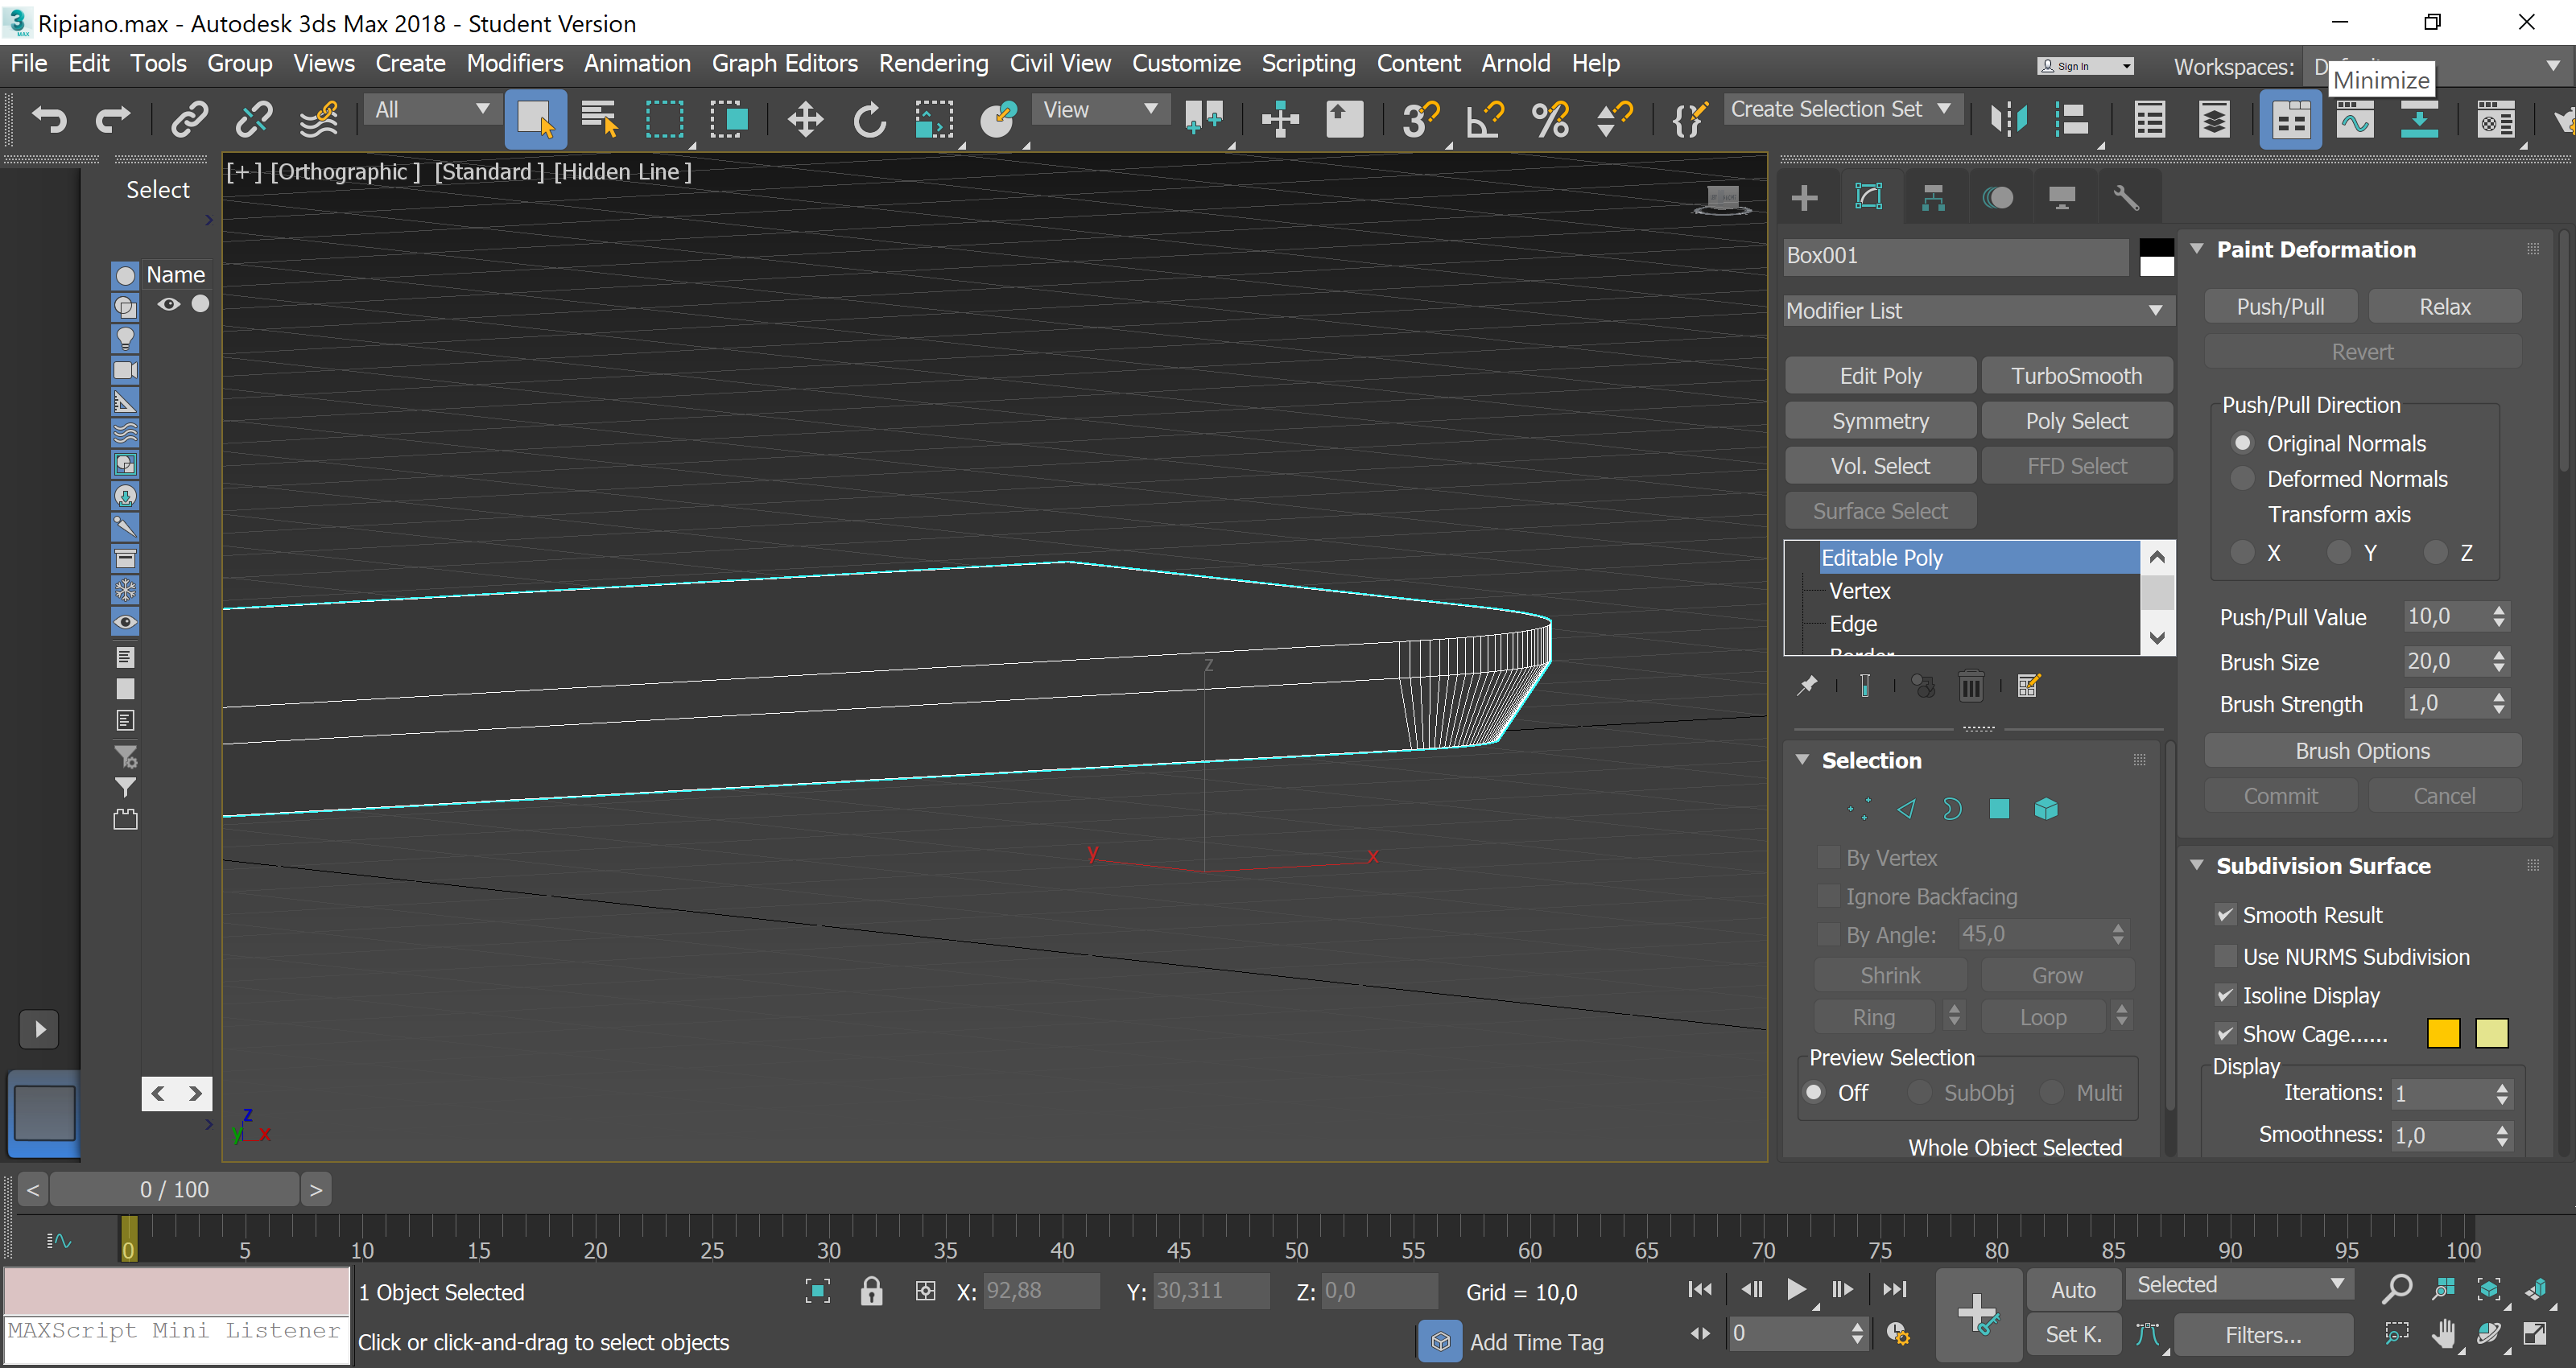 Ripiano.max - Autodesk 3ds Max 2018 - Student Version
File Edit Tools Group Views Create Modifiers Animation Graph Editors Rendering Civil View Customize Scripting Content Arnold Help
Sign In
Workspaces:
Minimize
All
View
Create Selection Set
Select
Name
[+] [Orthographic] [Standard] [Hidden Line]
z
y
x
z
y
x
Box001
Modifier List
Edit Poly TurboSmooth
Symmetry Poly Select
Vol. Select FFD Select
Surface Select
Editable Poly
Vertex
Edge
Border
Selection
By Vertex
Ignore Backfacing
By Angle: 45,0
Shrink Grow
Ring Loop
Preview Selection
Off SubObj Multi
Whole Object Selected
Paint Deformation
Push/Pull Relax
Revert
Push/Pull Direction
Original Normals
Deformed Normals
Transform axis
X Y Z
Push/Pull Value 10,0
Brush Size 20,0
Brush Strength 1,0
Brush Options
Commit Cancel
Subdivision Surface
Smooth Result
Use NURMS Subdivision
Isoline Display
Show Cage......
Display
Iterations: 1
Smoothness: 1,0
< 0 / 100 >
0 5 10 15 20 25 30 35 40 45 50 55 60 65 70 75 80 85 90 95 100
1 Object Selected
X: 92,88 Y: 30,311 Z: 0,0 Grid = 10,0
Auto Selected
MAXScript Mini Listener
Click or click-and-drag to select objects
Add Time Tag
0
Set K. Filters...